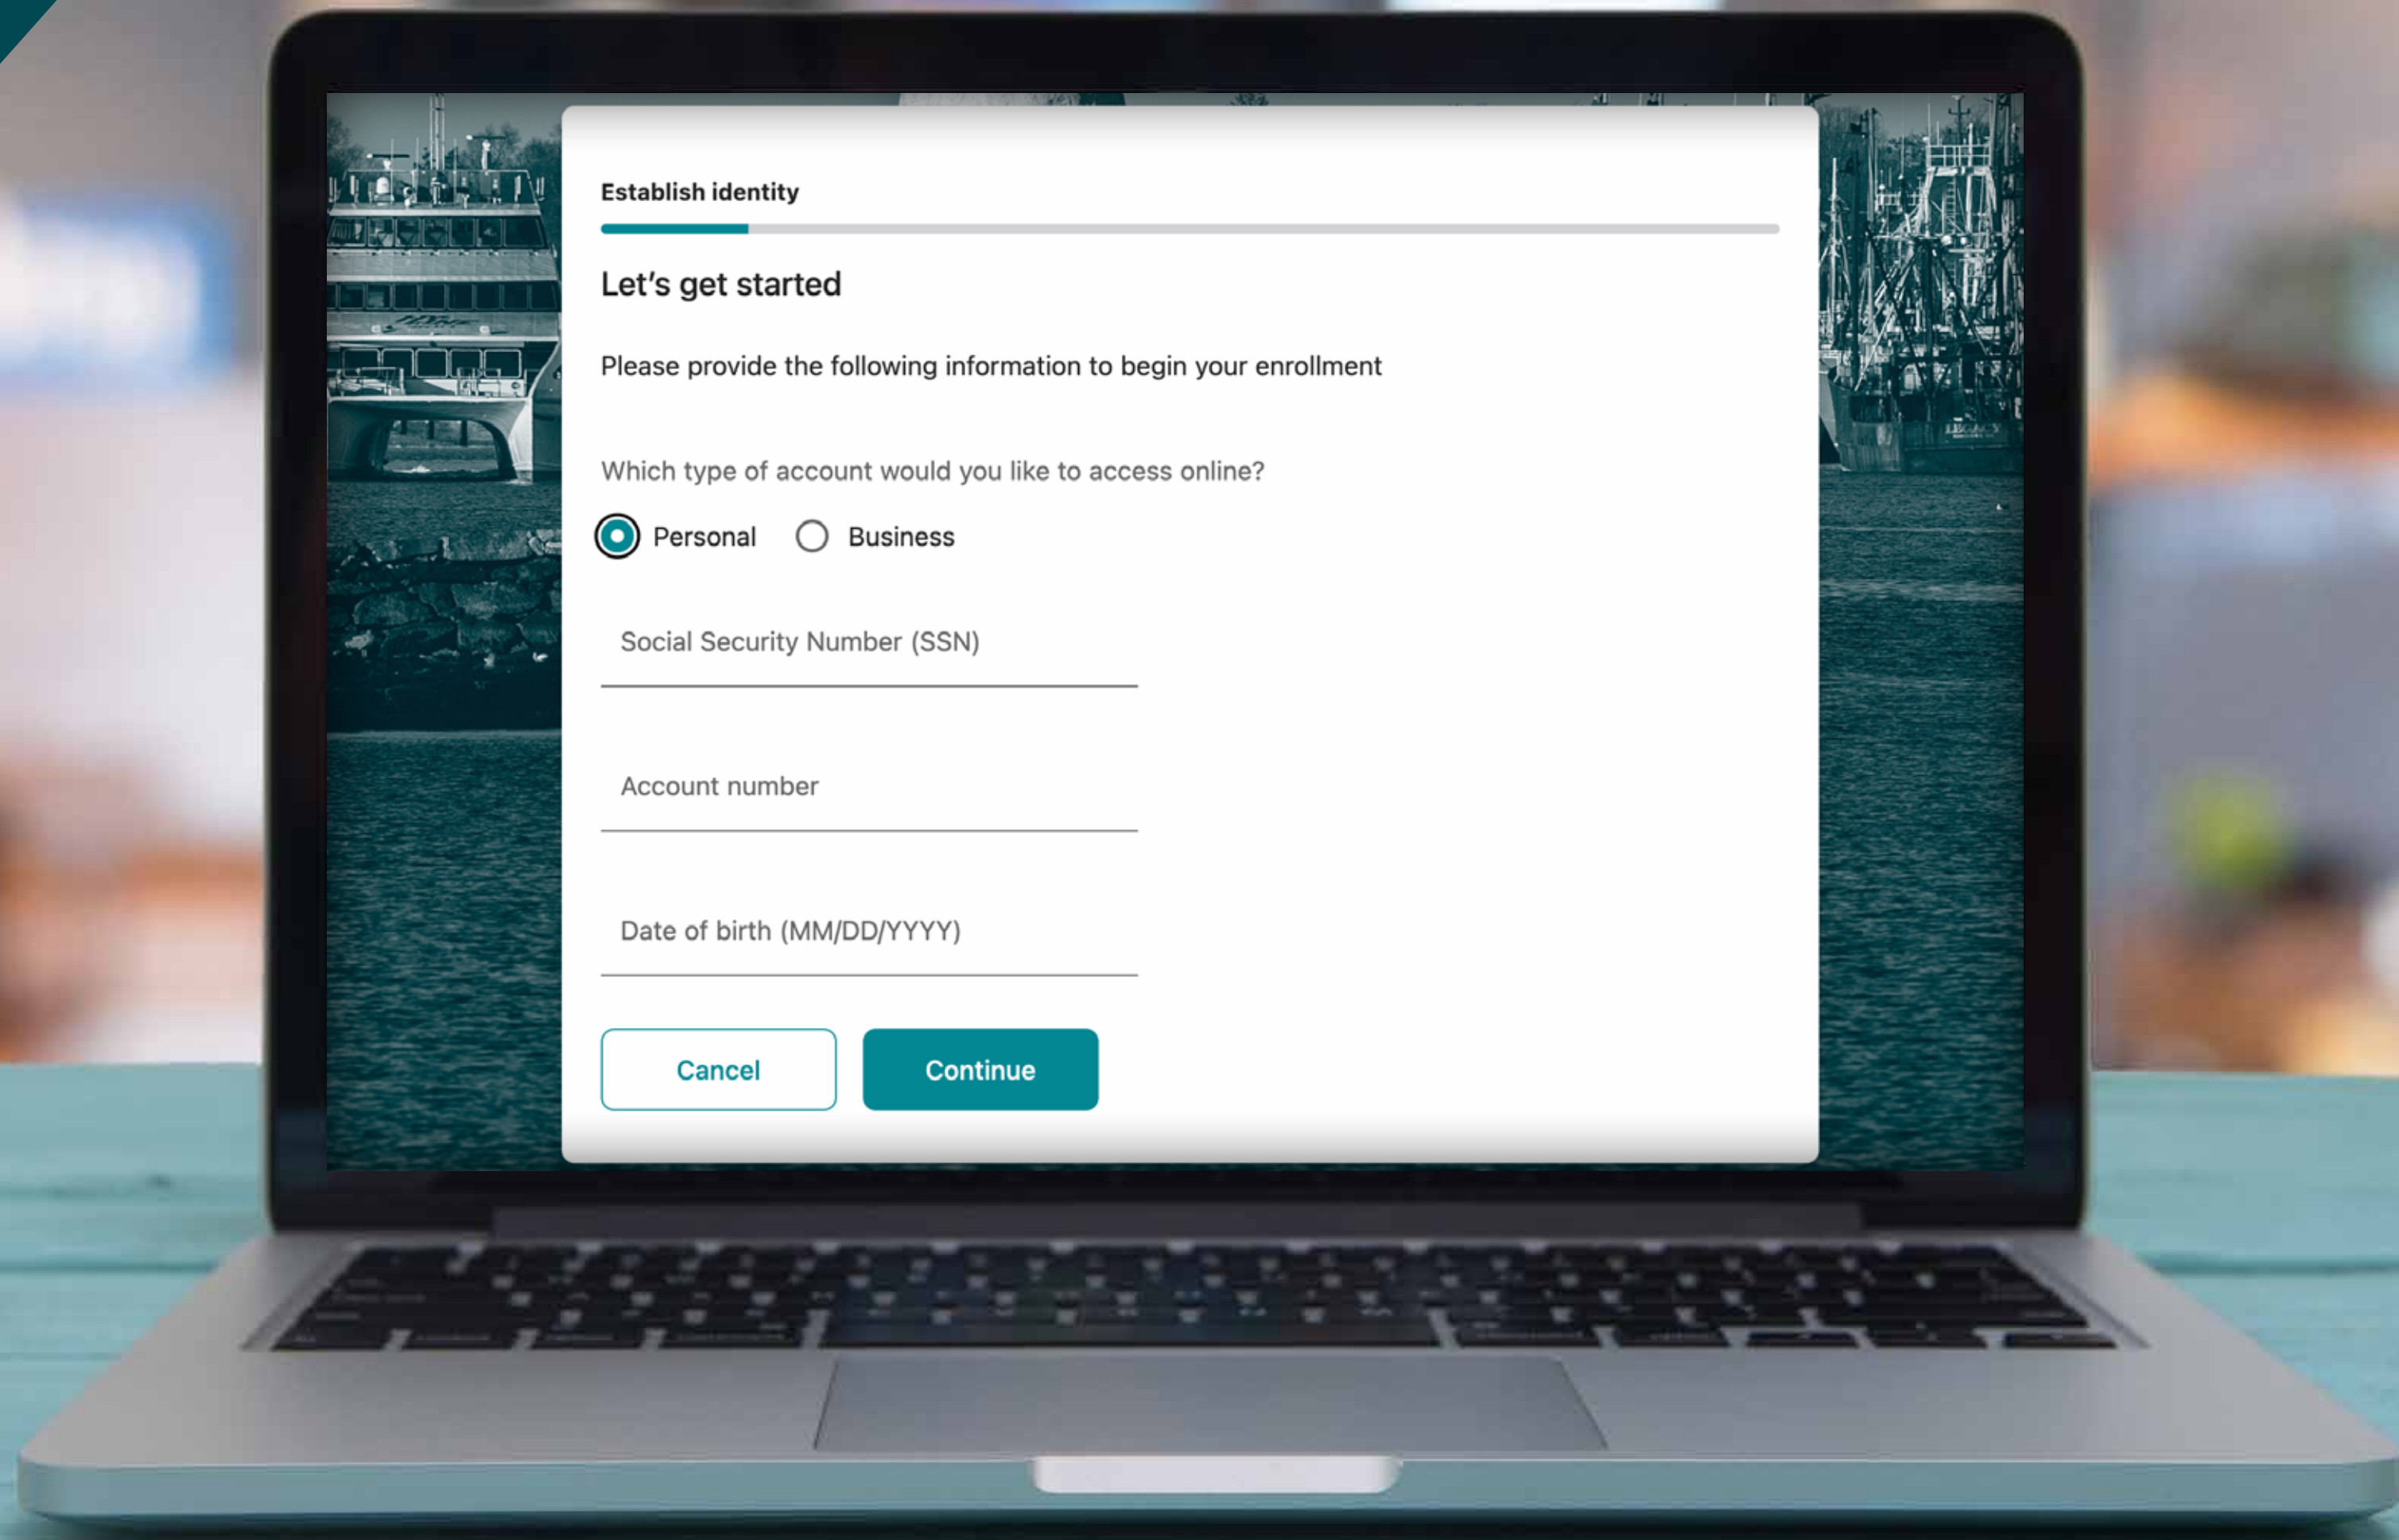 Establish identity
Let's get started
Please provide the following information to begin your enrollment
Which type of account would you like to access online?
Personal Business
Social Security Number (SSN)
Account number
Date of birth (MM/DD/YYYY)
Cancel Continue
LEGACY